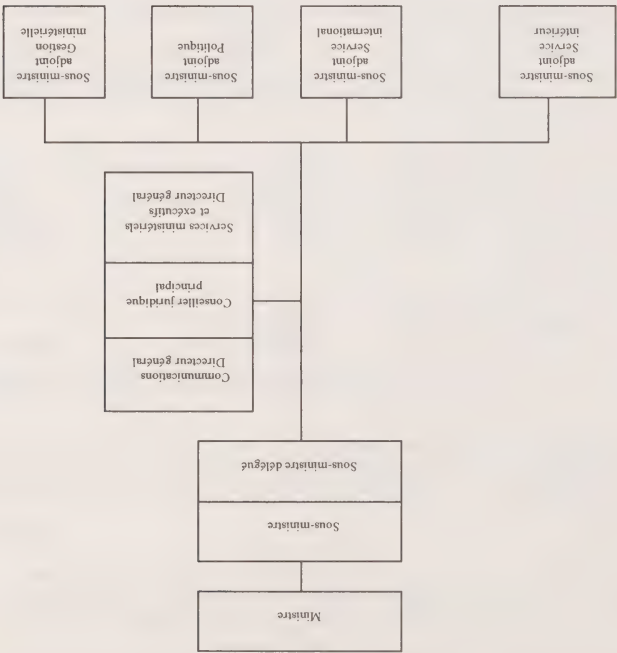 Ministre
Sous-ministre
Sous-ministre délégué
Communications
Directeur général
Conseiller juridique
principal
Services ministériels
et exécutifs
Directeur général
Sous-ministre
adjoint
Service
intérieur
Sous-ministre
adjoint
Service
international
Sous-ministre
adjoint
Politique
Sous-ministre
adjoint
Gestion
ministérielle